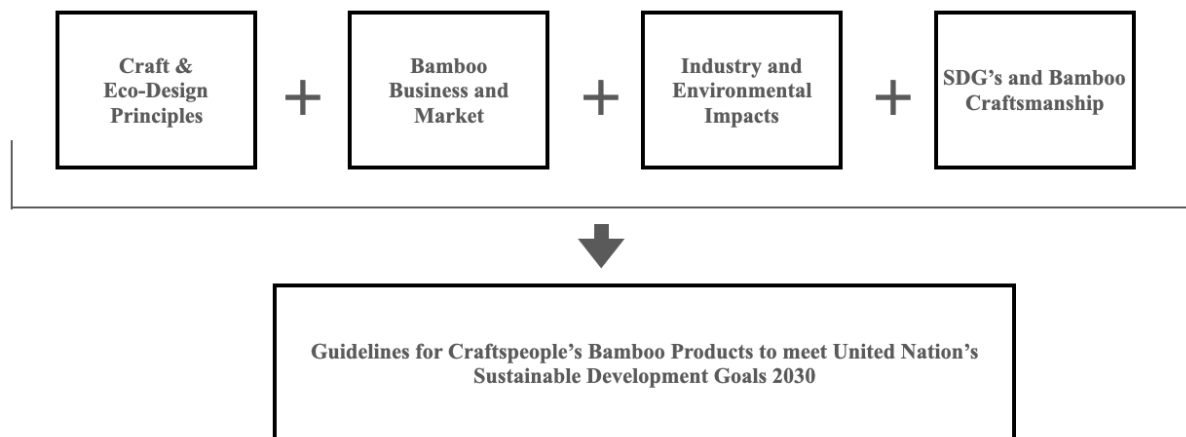 Craft &
Eco-Design
Principles
+
Bamboo
Business and
Market
+
Industry and
Environmental
Impacts
+
SDG's and Bamboo
Craftsmanship
Guidelines for Craftspeople's Bamboo Products to meet United Nation's
Sustainable Development Goals 2030